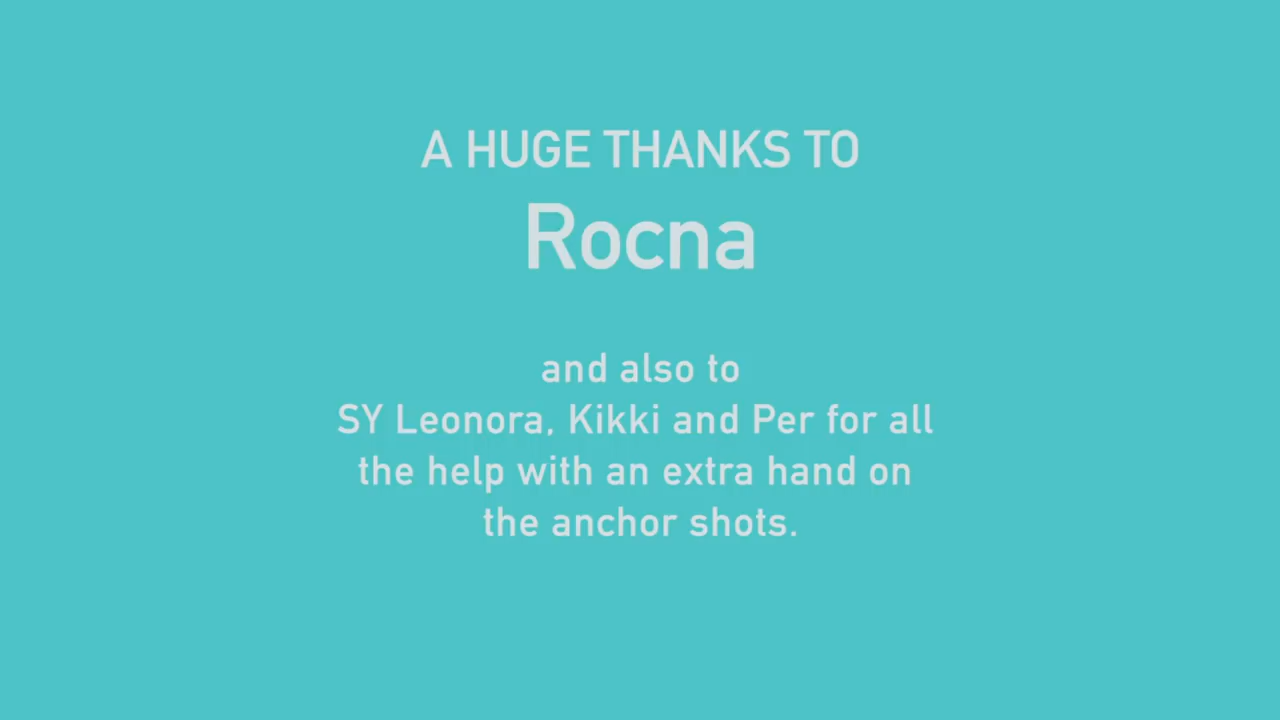 A HUGE THANKS TO
Rocna
and also to
SY Leonora, Kikki and Per for all
the help with an extra hand on
the anchor shots.